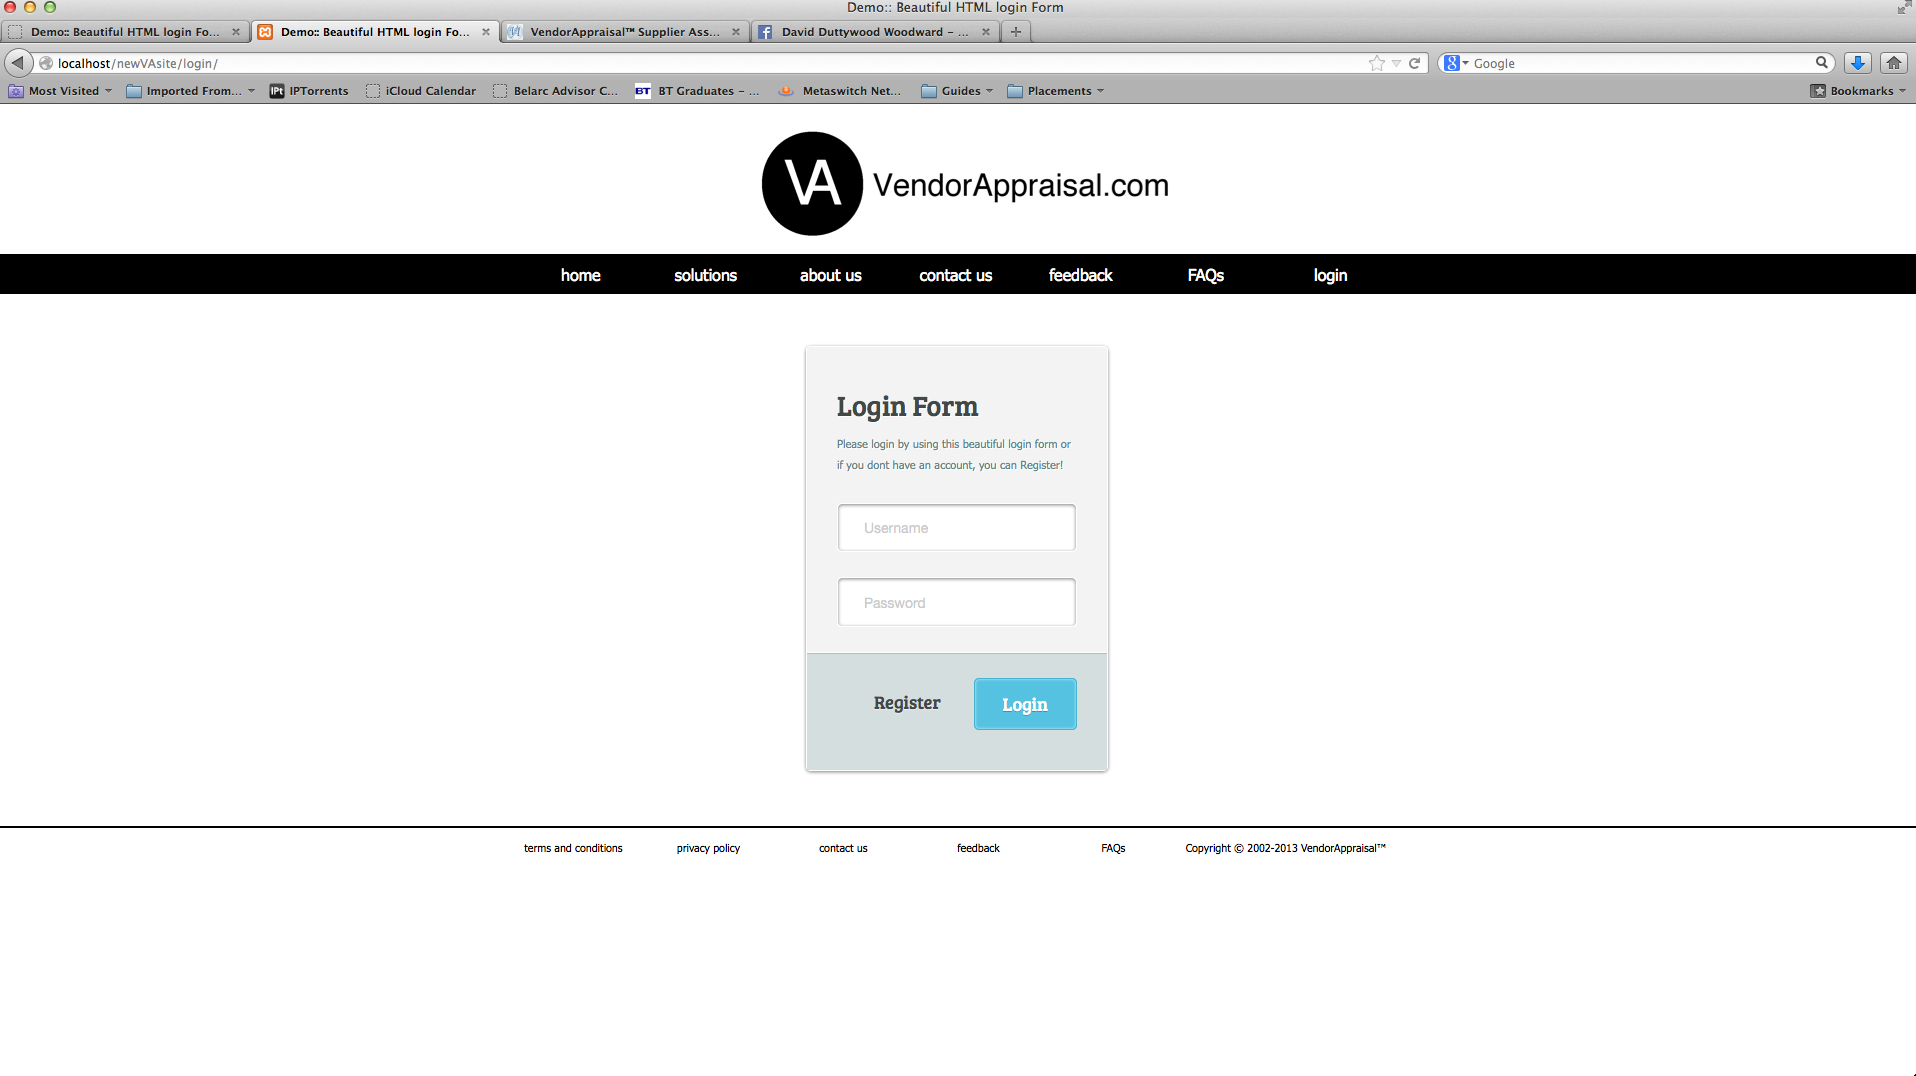 Demo:: Beautiful HTML login Form
Demo:: Beautiful HTML login Fo...
Demo:: Beautiful HTML login Fo...
VendorAppraisal™ Supplier Ass...
David Duttywood Woodward – ...
localhost/newVAsite/login/
Google
Most Visited
Imported From...
IPt IPTorrents
iCloud Calendar
Belarc Advisor C...
BT BT Graduates – ...
Metaswitch Net...
Guides
Placements
Bookmarks
VA VendorAppraisal.com
home solutions about us contact us feedback FAQs login
Login Form
Please login by using this beautiful login form or
if you dont have an account, you can Register!
Username
Password
Register Login
terms and conditions privacy policy contact us feedback FAQs Copyright © 2002-2013 VendorAppraisal™